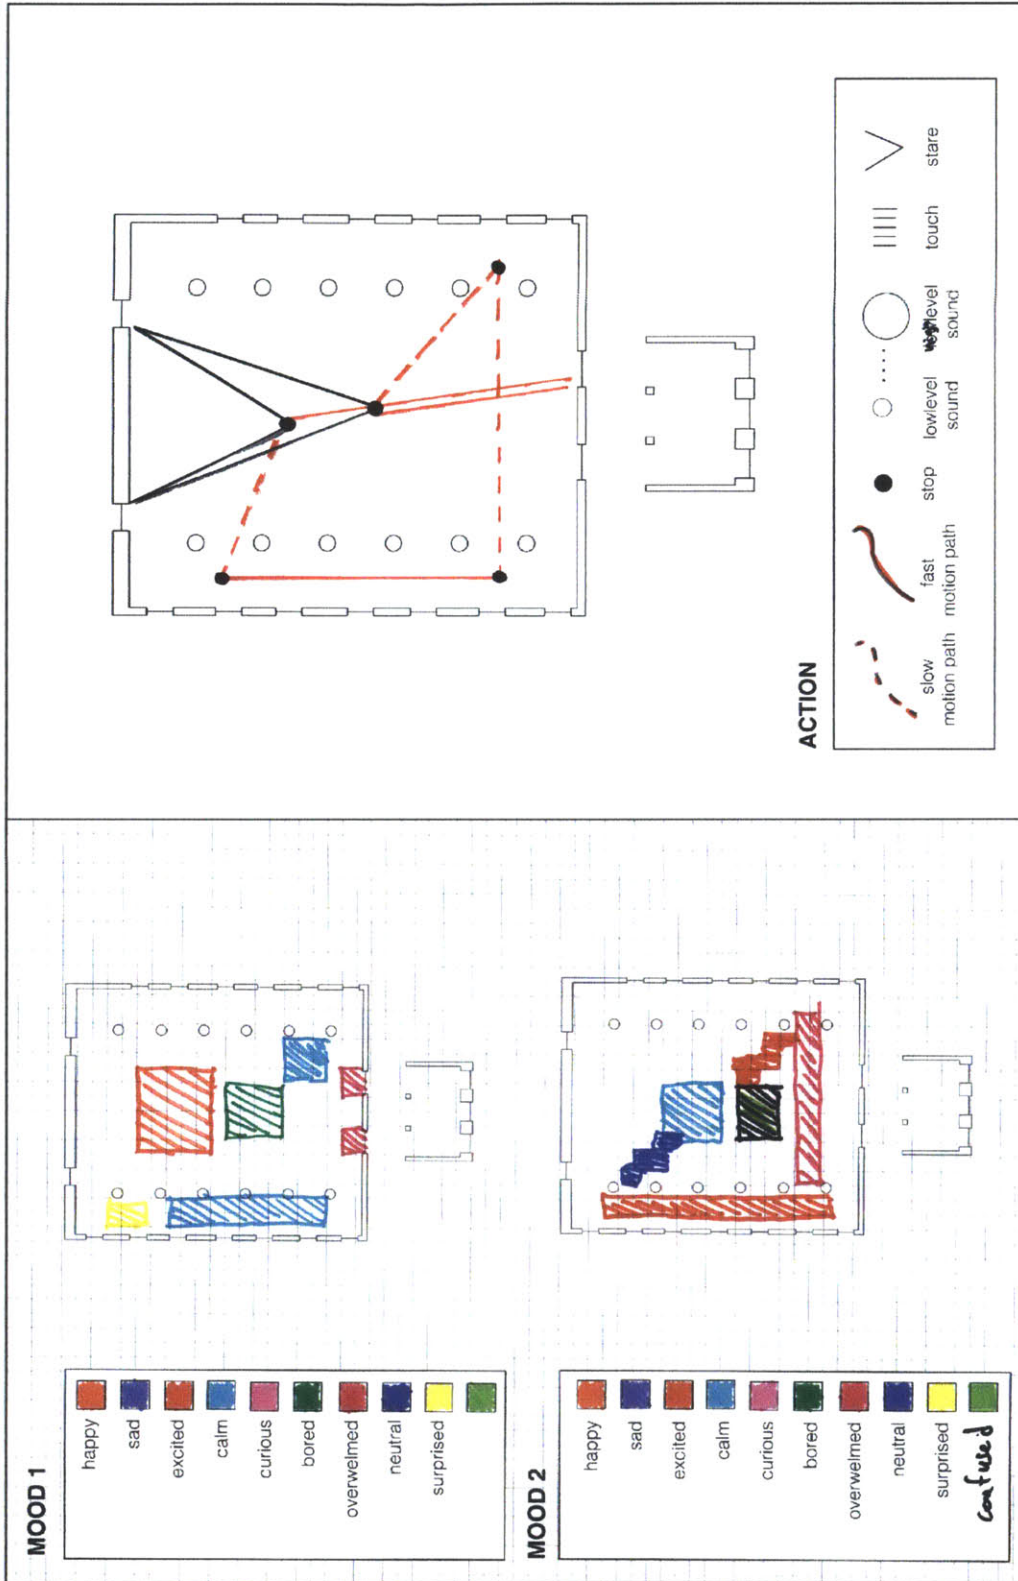 MOOD 1
happy
sad
excited
calm
curious
bored
overwelmed
neutral
surprised
MOOD 2
happy
sad
excited
calm
curious
bored
overwelmed
neutral
surprised
confused
ACTION
slow
motion path
fast
motion path
stop
lowlevel
sound
level
sound
touch
stare